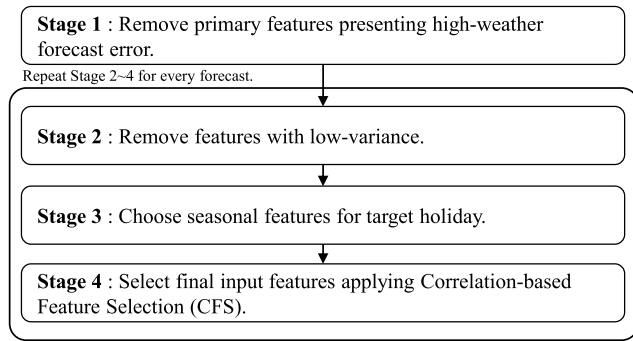 Stage 1 : Remove primary features presenting high-weather
forecast error.
Repeat Stage 2~4 for every forecast.
Stage 2 : Remove features with low-variance.
Stage 3 : Choose seasonal features for target holiday.
Stage 4 : Select final input features applying Correlation-based
Feature Selection (CFS).